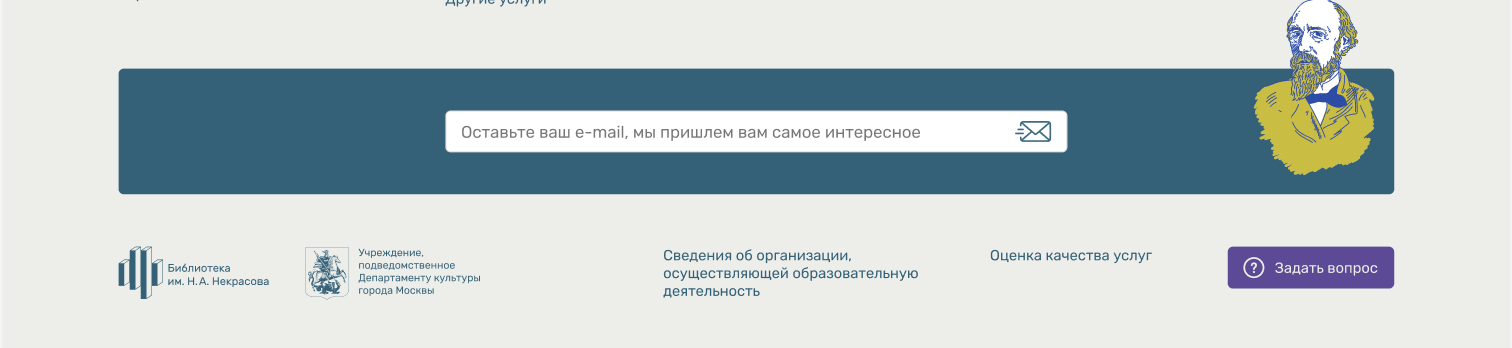 Другие услуги
Оставьте ваш e-mail, мы пришлем вам самое интересное
Библиотека
им. Н. А. Некрасова
Учреждение,
подведомственное
Департаменту культуры
города Москвы
Сведения об организации,
осуществляющей образовательную
деятельность
Оценка качества услуг
Задать вопрос